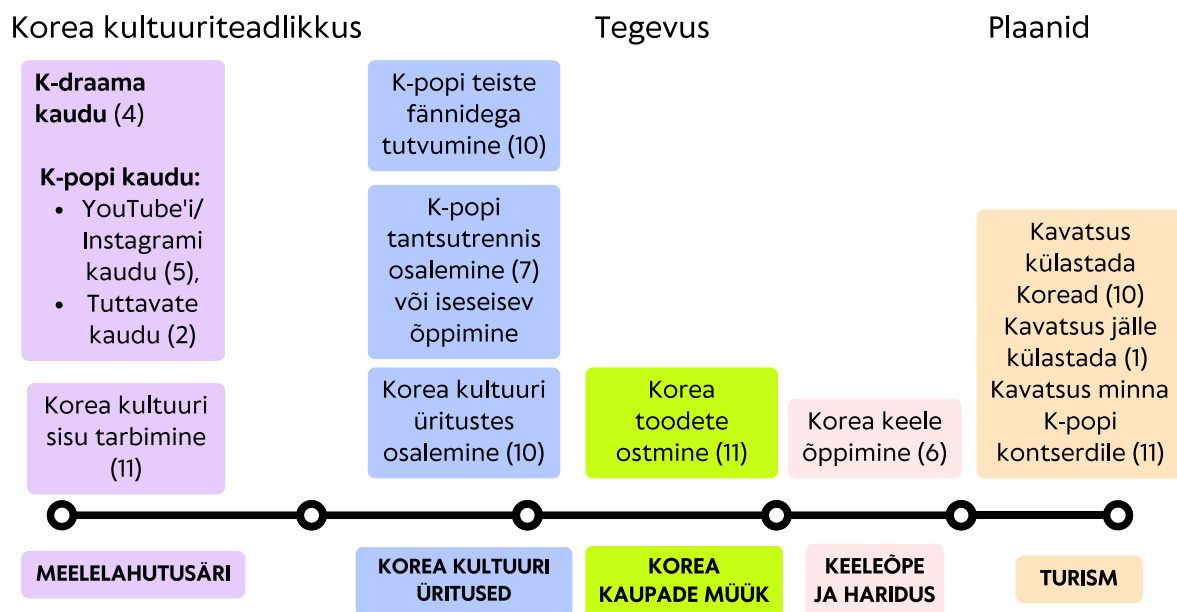 Korea kultuuriteadlikkus
Tegevus
Plaanid
K-draama
kaudu (4)
K-popi kaudu:
• YouTube'i/
Instagrami
kaudu (5),
• Tuttavate
kaudu (2)
Korea kultuuri
sisu tarbimine
(11)
K-popi teiste
fännidega
tutvumine (10)
K-popi
tantsutrennis
osalemine (7)
või iseseisev
õppimine
Korea kultuuri
üritustes
osalemine (10)
Korea
toodete
ostmine (11)
Korea keele
õppimine (6)
Kavatsus
külastada
Koread (10)
Kavatsus jälle
külastada (1)
Kavatsus minna
K-popi
kontserdile (11)
MEELELAHUTUSÄRI
KOREA KULTUURI
ÜRITUSED
KOREA
KAUPADE MÜÜK
KEELEÕPE
JA HARIDUS
TURISM